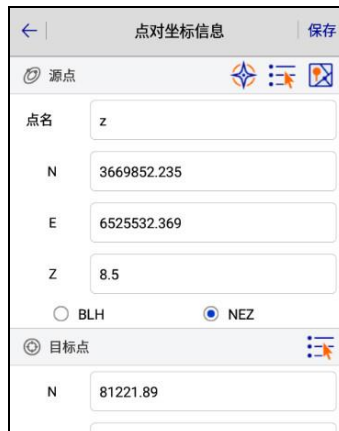 点对坐标信息 保存
源点
点名 z
N 3669852.235
E 6525532.369
Z 8.5
BLH NEZ
目标点
N 81221.89